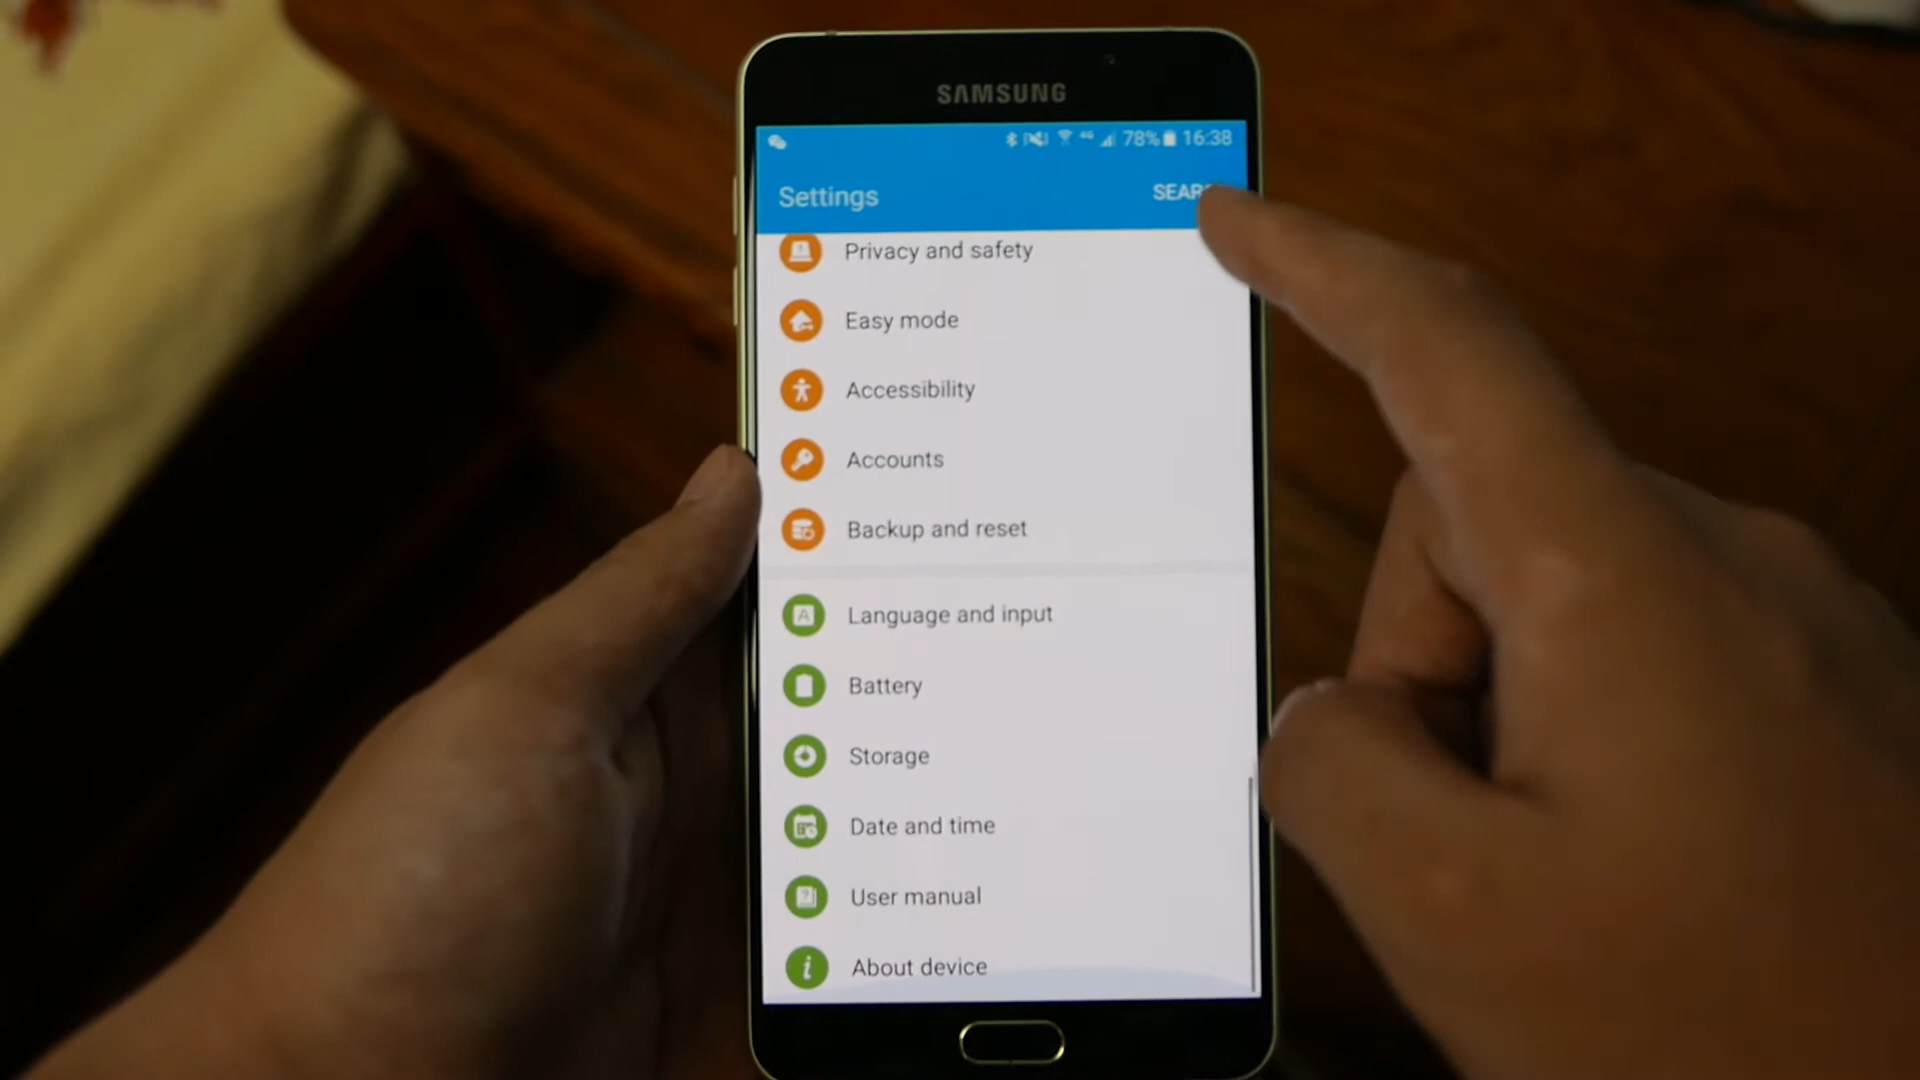 SAMSUNG
4G 78% 16:38
Settings
Privacy and safety
Easy mode
Accessibility
Accounts
Backup and reset
A Language and input
Battery
Storage
Date and time
? User manual
i About device